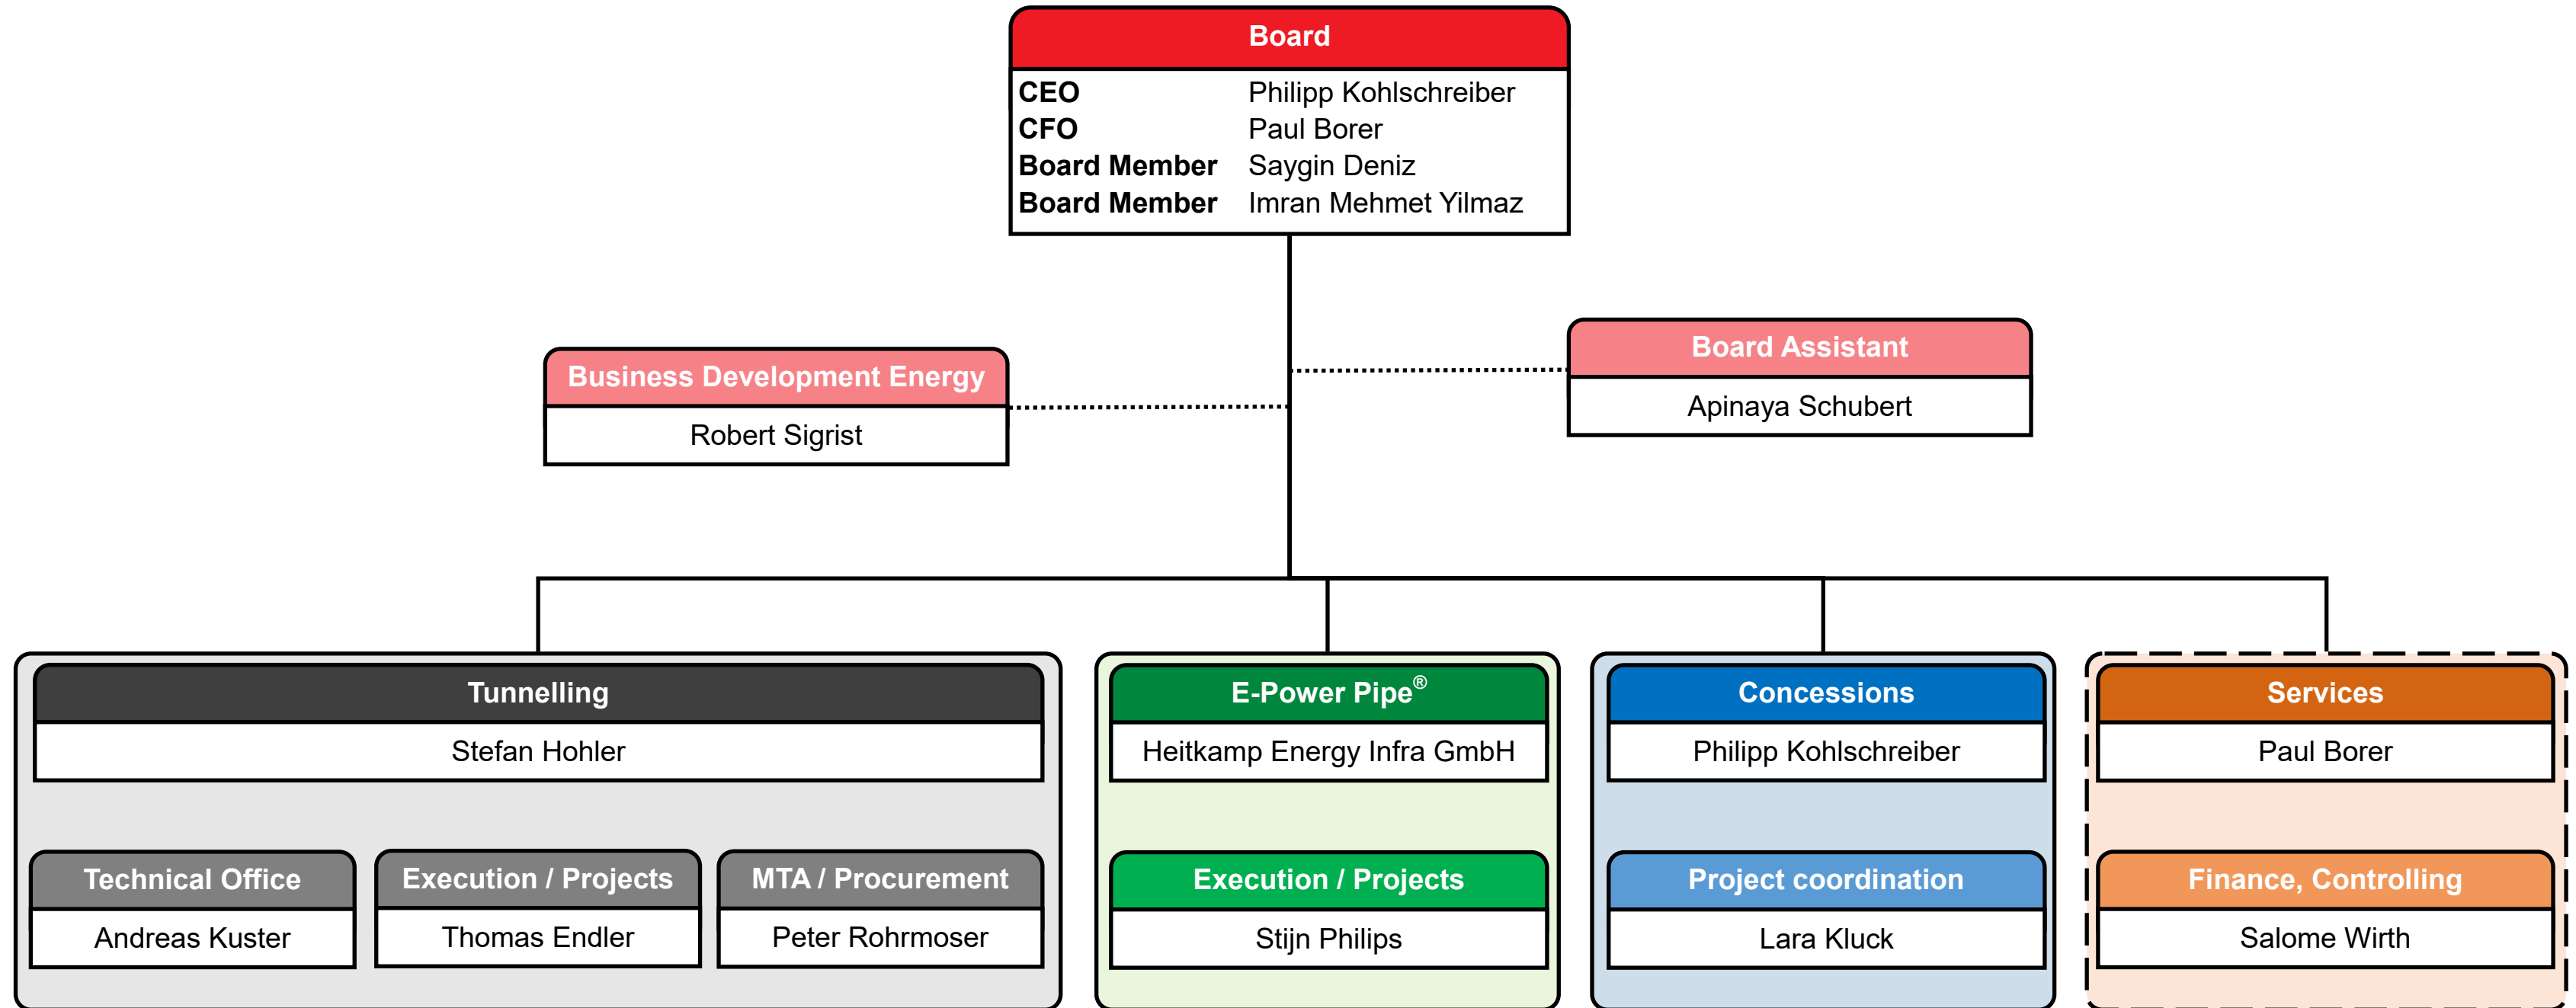 Board
CEO Philipp Kohlschreiber
CFO Paul Borer
Board Member Saygin Deniz
Board Member Imran Mehmet Yilmaz
Board Assistant
Apinaya Schubert
Business Development Energy
Robert Sigrist
Tunnelling
Stefan Hohler
Technical Office
Andreas Kuster
Execution / Projects
Thomas Endler
MTA / Procurement
Peter Rohrmoser
E-Power Pipe®
Heitkamp Energy Infra GmbH
Execution / Projects
Stijn Philips
Concessions
Philipp Kohlschreiber
Project coordination
Lara Kluck
Services
Paul Borer
Finance, Controlling
Salome Wirth